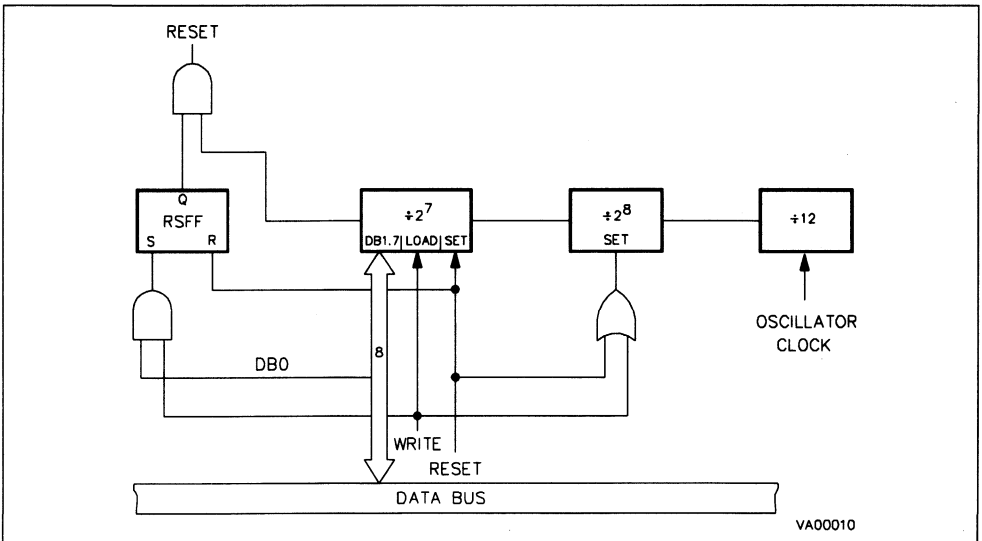 RESET
Q
RSFF
S R
÷2⁷
DB1.7 LOAD SET
÷2⁸
SET
÷12
OSCILLATOR
CLOCK
DB0
8
WRITE
RESET
DATA BUS
VA00010